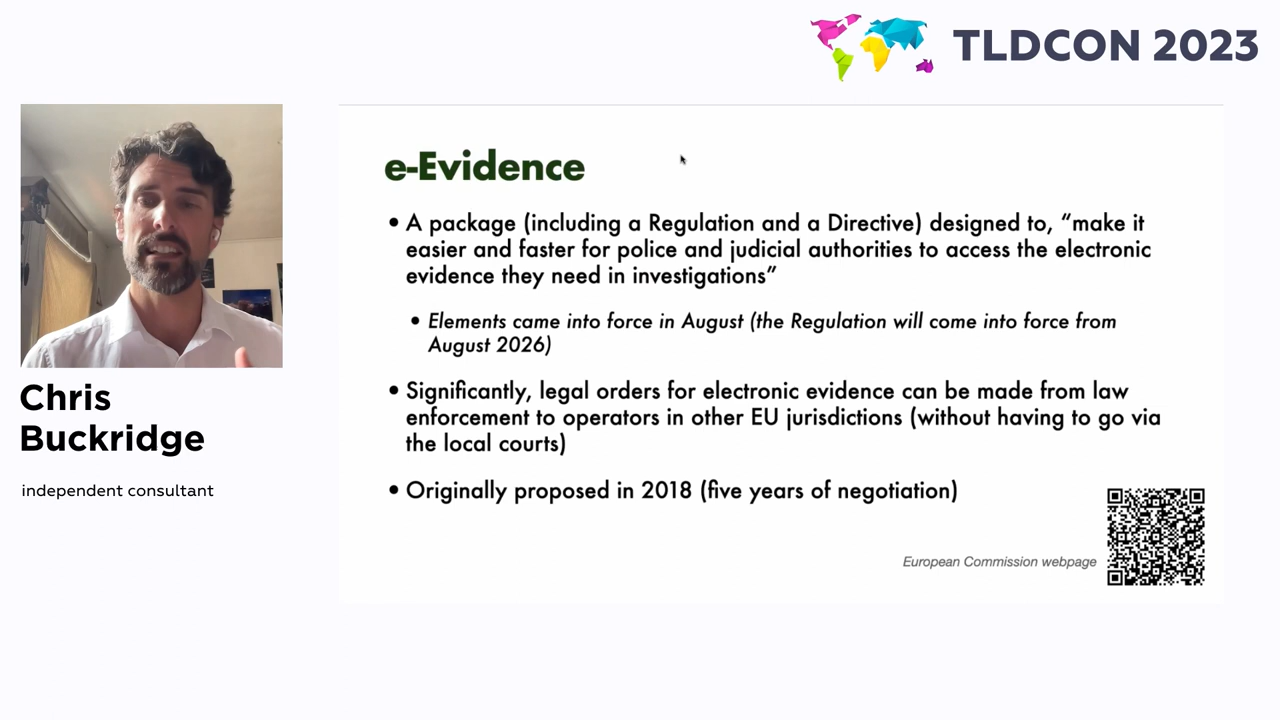 TLDCON 2023
Chris
Buckridge
independent consultant
e-Evidence
• A package (including a Regulation and a Directive) designed to, “make it
easier and faster for police and judicial authorities to access the electronic
evidence they need in investigations”
• Elements came into force in August (the Regulation will come into force from
August 2026)
• Significantly, legal orders for electronic evidence can be made from law
enforcement to operators in other EU jurisdictions (without having to go via
the local courts)
• Originally proposed in 2018 (five years of negotiation)
European Commission webpage